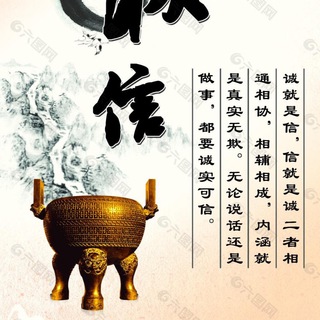 信
诚就是信，信就是诚 二者相
通相协，相辅相成，内涵就
是真实无欺。无论说话还是
做事，都要诚实可信。